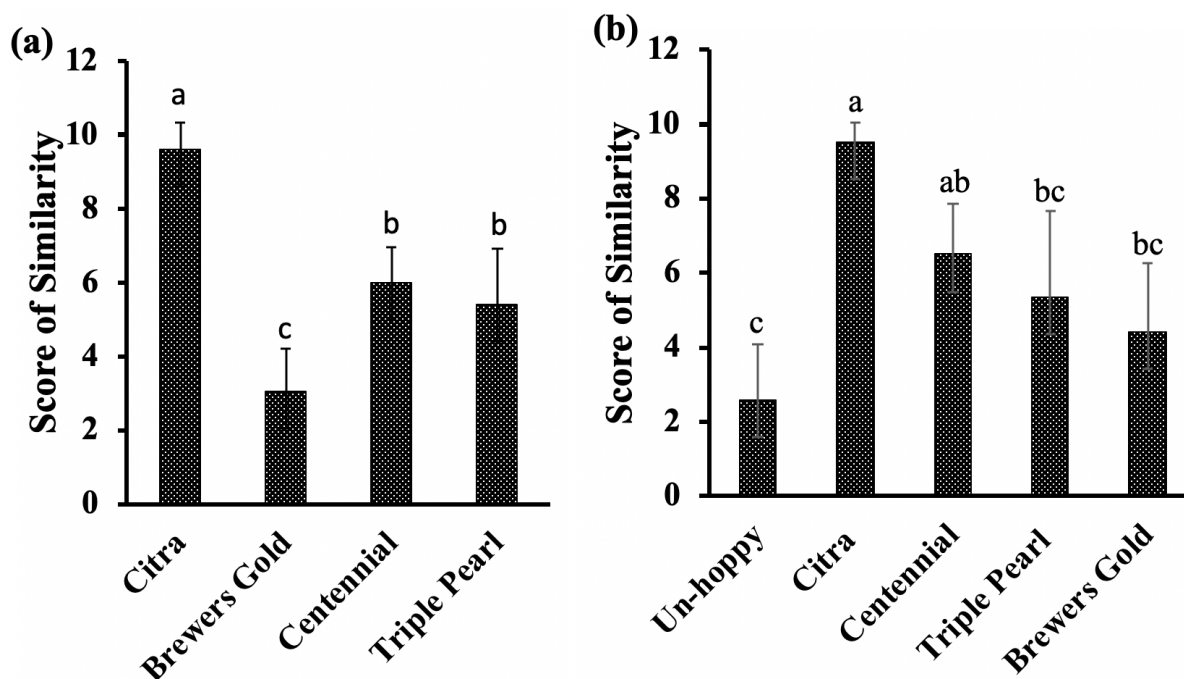 (a)
Score of Similarity
12
10
8
6
4
2
0
a
c
b
b
Citra
Brewers Gold
Centennial
Triple Pearl
(b)
Score of Similarity
12
10
8
6
4
2
0
c
a
ab
bc
bc
Un-hoppy
Citra
Centennial
Triple Pearl
Brewers Gold